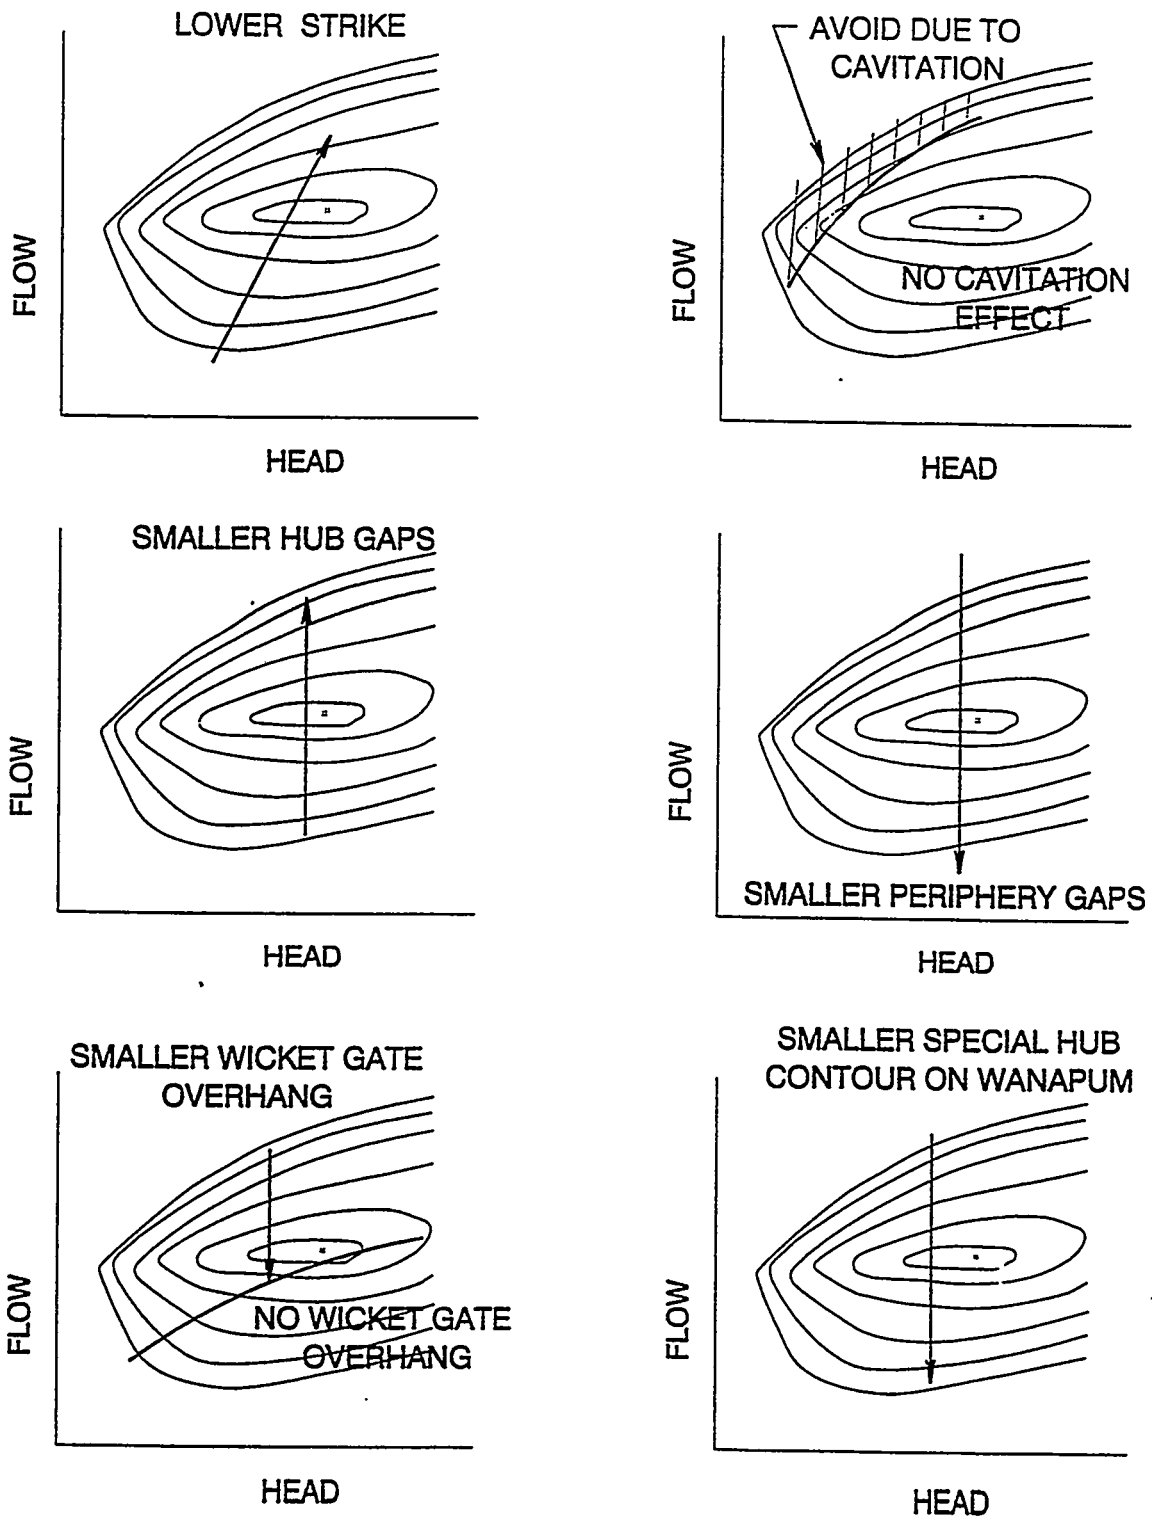 LOWER STRIKE
FLOW
HEAD
AVOID DUE TO
CAVITATION
NO CAVITATION
EFFECT
FLOW
HEAD
SMALLER HUB GAPS
FLOW
HEAD
FLOW
SMALLER PERIPHERY GAPS
HEAD
SMALLER WICKET GATE
OVERHANG
NO WICKET GATE
OVERHANG
FLOW
HEAD
SMALLER SPECIAL HUB
CONTOUR ON WANAPUM
FLOW
HEAD